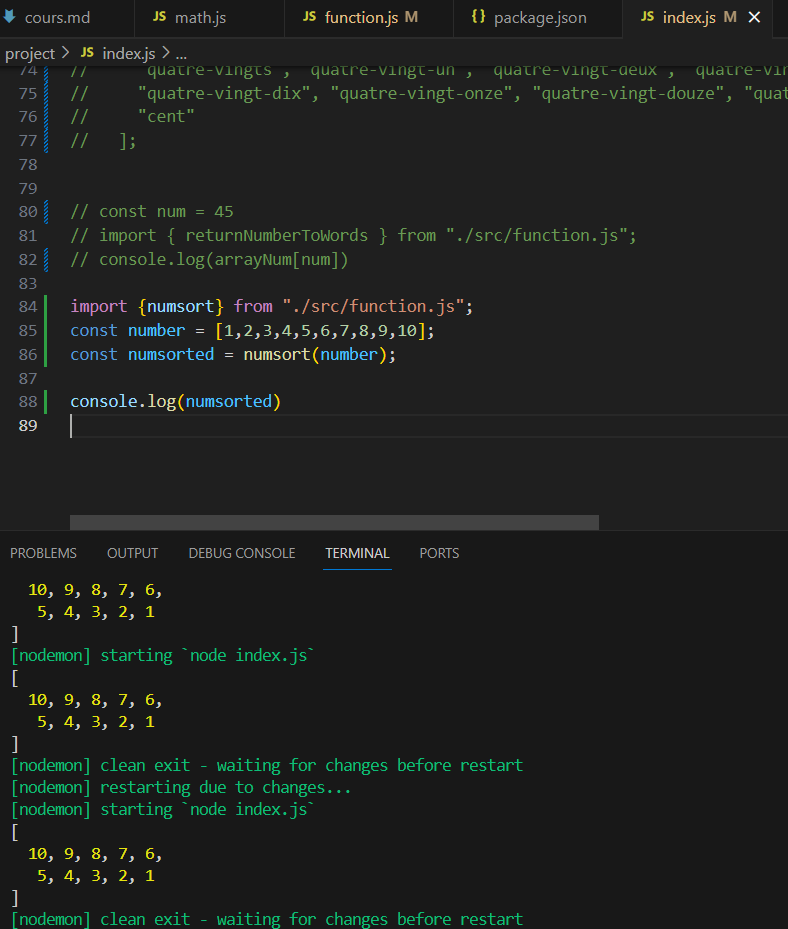 cours.md JS math.js JS function.js M {} package.json JS index.js M ×
project > JS index.js > ...
74 // "quatre-vingts", "quatre-vingt-un", "quatre-vingt-deux", "quatre-vin
75 // "quatre-vingt-dix", "quatre-vingt-onze", "quatre-vingt-douze", "quat
76 // "cent"
77 // ];
78
79
80 // const num = 45
81 // import { returnNumberToWords } from "./src/function.js";
82 // console.log(arrayNum[num])
83
84 import {numsort} from "./src/function.js";
85 const number = [1,2,3,4,5,6,7,8,9,10];
86 const numsorted = numsort(number);
87
88 console.log(numsorted)
89
PROBLEMS OUTPUT DEBUG CONSOLE TERMINAL PORTS
10, 9, 8, 7, 6,
5, 4, 3, 2, 1
]
[nodemon] starting `node index.js`
[
10, 9, 8, 7, 6,
5, 4, 3, 2, 1
]
[nodemon] clean exit - waiting for changes before restart
[nodemon] restarting due to changes...
[nodemon] starting `node index.js`
[
10, 9, 8, 7, 6,
5, 4, 3, 2, 1
]
[nodemon] clean exit - waiting for changes before restart